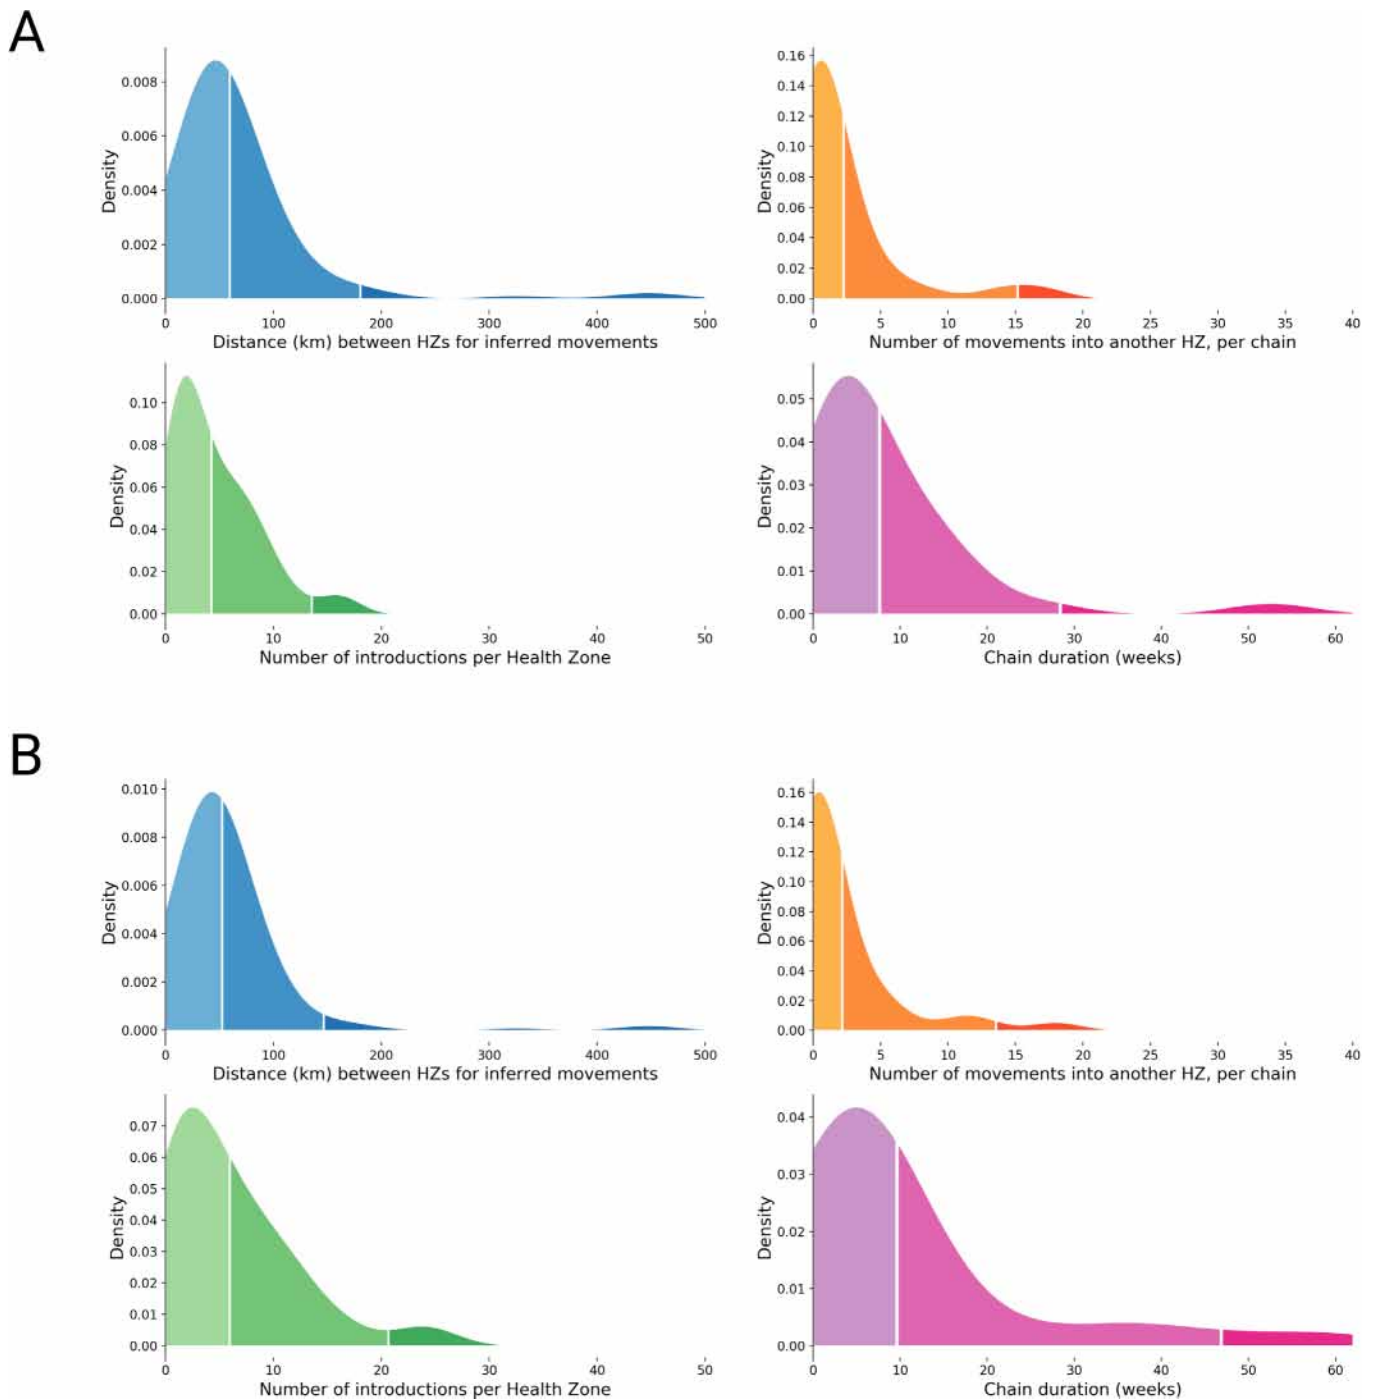 A
Density
0.008
0.006
0.004
0.002
0.000
0 100 200 300 400 500
Distance (km) between HZs for inferred movements
Density
0.16
0.14
0.12
0.10
0.08
0.06
0.04
0.02
0.00
0 5 10 15 20 25 30 35 40
Number of movements into another HZ, per chain
Density
0.10
0.08
0.06
0.04
0.02
0.00
0 10 20 30 40 50
Number of introductions per Health Zone
Density
0.05
0.04
0.03
0.02
0.01
0.00
0 10 20 30 40 50 60
Chain duration (weeks)
B
Density
0.010
0.008
0.006
0.004
0.002
0.000
0 100 200 300 400 500
Distance (km) between HZs for inferred movements
Density
0.16
0.14
0.12
0.10
0.08
0.06
0.04
0.02
0.00
0 5 10 15 20 25 30 35 40
Number of movements into another HZ, per chain
Density
0.07
0.06
0.05
0.04
0.03
0.02
0.01
0.00
0 10 20 30 40 50
Number of introductions per Health Zone
Density
0.04
0.03
0.02
0.01
0.00
0 10 20 30 40 50 60
Chain duration (weeks)